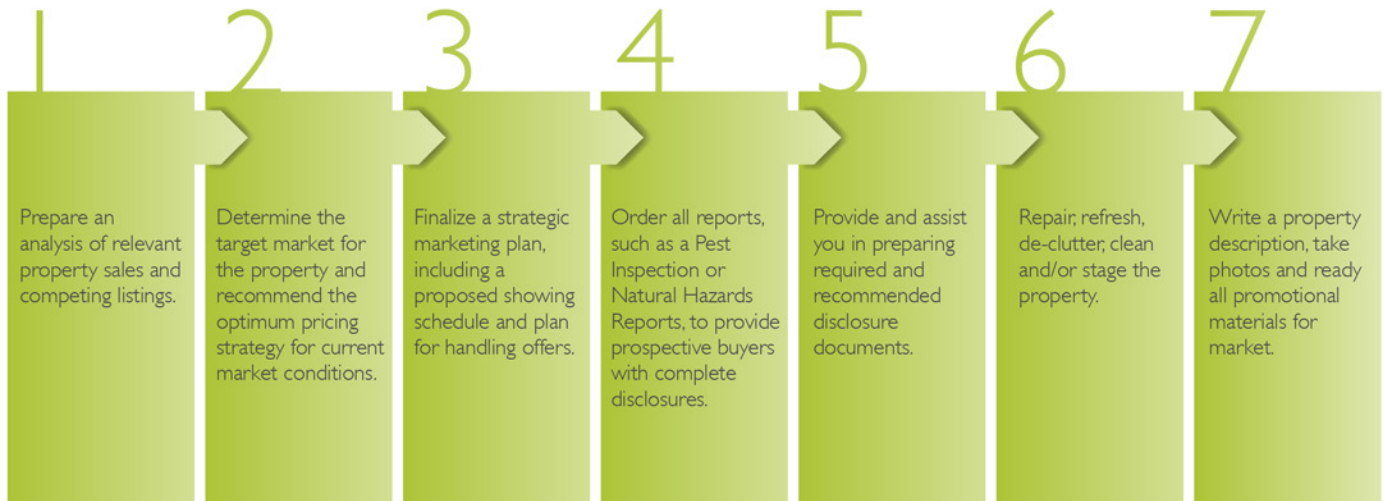 1
Prepare an
analysis of relevant
property sales and
competing listings.
2
Determine the
target market for
the property and
recommend the
optimum pricing
strategy for current
market conditions.
3
Finalize a strategic
marketing plan,
including a
proposed showing
schedule and plan
for handling offers.
4
Order all reports,
such as a Pest
Inspection or
Natural Hazards
Reports, to provide
prospective buyers
with complete
disclosures.
5
Provide and assist
you in preparing
required and
recommended
disclosure
documents.
6
Repair, refresh,
de-clutter, clean
and/or stage the
property.
7
Write a property
description, take
photos and ready
all promotional
materials for
market.